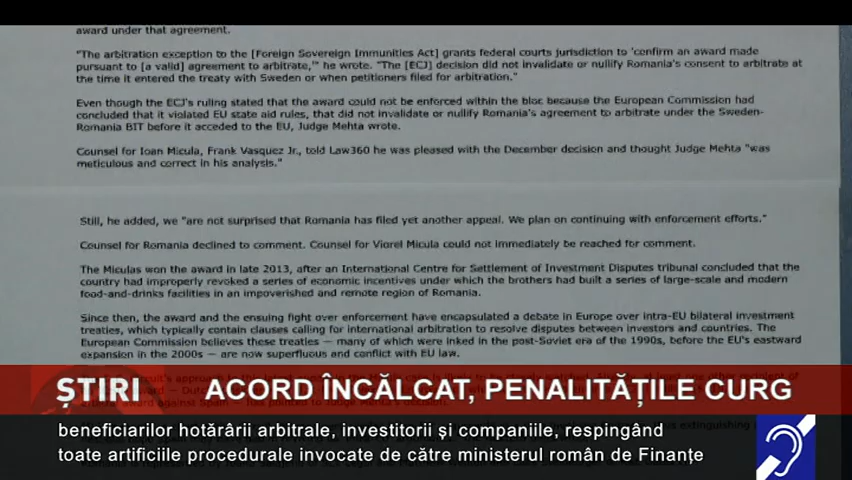 award under that agreement.
"The arbitration exception to the [Foreign Sovereign Immunities Act] grants federal courts jurisdiction to 'confirm an award made
pursuant to [a valid] agreement to arbitrate,'" he wrote. "The [ECJ] decision did not invalidate or nullify Romania's consent to arbitrate at
the time it entered the treaty with Sweden or when petitioners filed for arbitration."
Even though the ECJ's ruling stated that the award could not be enforced within the bloc because the European Commission had
concluded that it violated EU state aid rules, that did not invalidate or nullify Romania's agreement to arbitrate under the Sweden-
Romania BIT before it acceded to the EU, Judge Mehta wrote.
Counsel for Ioan Micula, Frank Vasquez Jr., told Law360 he was pleased with the December decision and thought Judge Mehta "was
meticulous and correct in his analysis."
Still, he added, we "are not surprised that Romania has filed yet another appeal. We plan on continuing with enforcement efforts."
Counsel for Romania declined to comment. Counsel for Viorel Micula could not immediately be reached for comment.
The Miculas won the award in late 2013, after an International Centre for Settlement of Investment Disputes tribunal concluded that the
country had improperly revoked a series of economic incentives under which the brothers had built a series of large-scale and modern
food-and-drinks facilities in an impoverished and remote region of Romania.
Since then, the award and the ensuing fight over enforcement have encapsulated a debate in Europe over intra-EU bilateral investment
treaties, which typically contain clauses calling for international arbitration to resolve disputes between investors and countries. The
European Commission believes these treaties — many of which were inked in the post-Soviet era of the 1990s, before the EU's eastward
expansion in the 2000s — are now superfluous and conflict with EU law.
ȘTIRI ACORD ÎNCĂLCAT, PENALITĂȚILE CURG
beneficiarilor hotărârii arbitrale, investitorii și companiile, respingând
toate artificiile procedurale invocate de către ministerul român de Finanțe